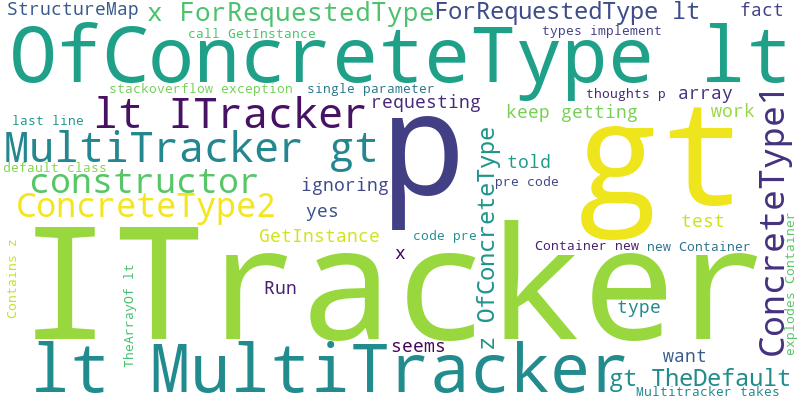 StructureMap
x ForRequestedType
ForRequestedType lt
fact
call GetInstance
types implement
OfConcreteType lt
stackoverflow exception
single parameter
thoughts p
array
lt ITracker
requesting
keep getting
work
last line
MultiTracker gt
p
gt
ConcreteType1
default class
constructor
ignoring
told
pre code
z OfConcreteType
ConcreteType2
yes
test
GetInstance
code pre
Container new
new Container
x
ITracker
Contains z
TheArrayOf lt
Run
type
explodes Container
lt MultiTracker
seems
want
gt TheDefault
Multitracker takes